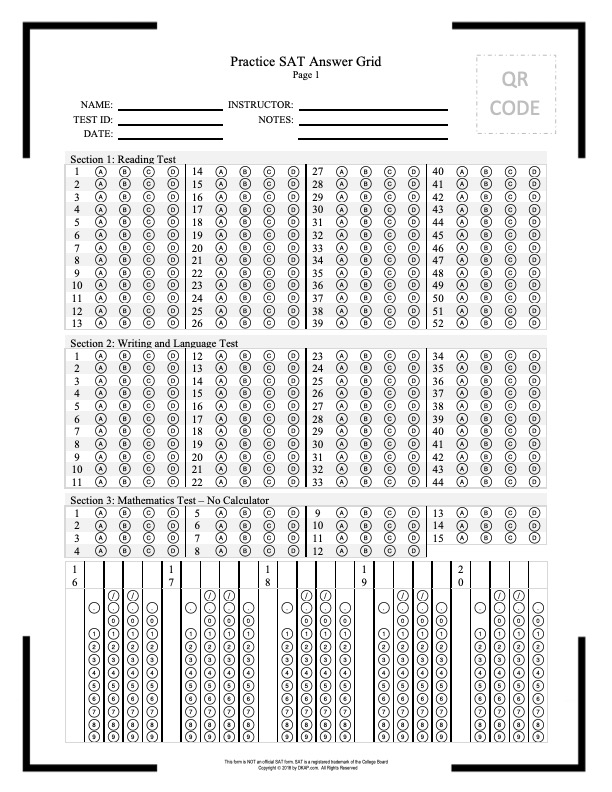 Practice SAT Answer Grid
Page 1
QR
CODE
NAME: INSTRUCTOR:
TEST ID: NOTES:
DATE:
Section 1: Reading Test
1 A B C D 14 A B C D 27 A B C D 40 A B C D
2 A B C D 15 A B C D 28 A B C D 41 A B C D
3 A B C D 16 A B C D 29 A B C D 42 A B C D
4 A B C D 17 A B C D 30 A B C D 43 A B C D
5 A B C D 18 A B C D 31 A B C D 44 A B C D
6 A B C D 19 A B C D 32 A B C D 45 A B C D
7 A B C D 20 A B C D 33 A B C D 46 A B C D
8 A B C D 21 A B C D 34 A B C D 47 A B C D
9 A B C D 22 A B C D 35 A B C D 48 A B C D
10 A B C D 23 A B C D 36 A B C D 49 A B C D
11 A B C D 24 A B C D 37 A B C D 50 A B C D
12 A B C D 25 A B C D 38 A B C D 51 A B C D
13 A B C D 26 A B C D 39 A B C D 52 A B C D
Section 2: Writing and Language Test
1 A B C D 12 A B C D 23 A B C D 34 A B C D
2 A B C D 13 A B C D 24 A B C D 35 A B C D
3 A B C D 14 A B C D 25 A B C D 36 A B C D
4 A B C D 15 A B C D 26 A B C D 37 A B C D
5 A B C D 16 A B C D 27 A B C D 38 A B C D
6 A B C D 17 A B C D 28 A B C D 39 A B C D
7 A B C D 18 A B C D 29 A B C D 40 A B C D
8 A B C D 19 A B C D 30 A B C D 41 A B C D
9 A B C D 20 A B C D 31 A B C D 42 A B C D
10 A B C D 21 A B C D 32 A B C D 43 A B C D
11 A B C D 22 A B C D 33 A B C D 44 A B C D
Section 3: Mathematics Test – No Calculator
1 A B C D 5 A B C D 9 A B C D 13 A B C D
2 A B C D 6 A B C D 10 A B C D 14 A B C D
3 A B C D 7 A B C D 11 A B C D 15 A B C D
4 A B C D 8 A B C D 12 A B C D
1 1 1 1 2
6 7 8 9 0
/ / / / / / / / / /
. . . . . . . . . . . . . . . . . . . .
0 0 0 0 0 0 0 0 0 0 0 0 0 0 0
1 1 1 1 1 1 1 1 1 1 1 1 1 1 1 1 1 1 1 1
2 2 2 2 2 2 2 2 2 2 2 2 2 2 2 2 2 2 2 2
3 3 3 3 3 3 3 3 3 3 3 3 3 3 3 3 3 3 3 3
4 4 4 4 4 4 4 4 4 4 4 4 4 4 4 4 4 4 4 4
5 5 5 5 5 5 5 5 5 5 5 5 5 5 5 5 5 5 5 5
6 6 6 6 6 6 6 6 6 6 6 6 6 6 6 6 6 6 6 6
7 7 7 7 7 7 7 7 7 7 7 7 7 7 7 7 7 7 7 7
8 8 8 8 8 8 8 8 8 8 8 8 8 8 8 8 8 8 8 8
9 9 9 9 9 9 9 9 9 9 9 9 9 9 9 9 9 9 9 9
This form is NOT an official SAT form, SAT is a registered trademark of the College Board
Copyright © 2018 by DKAP.com. All Rights Reserved